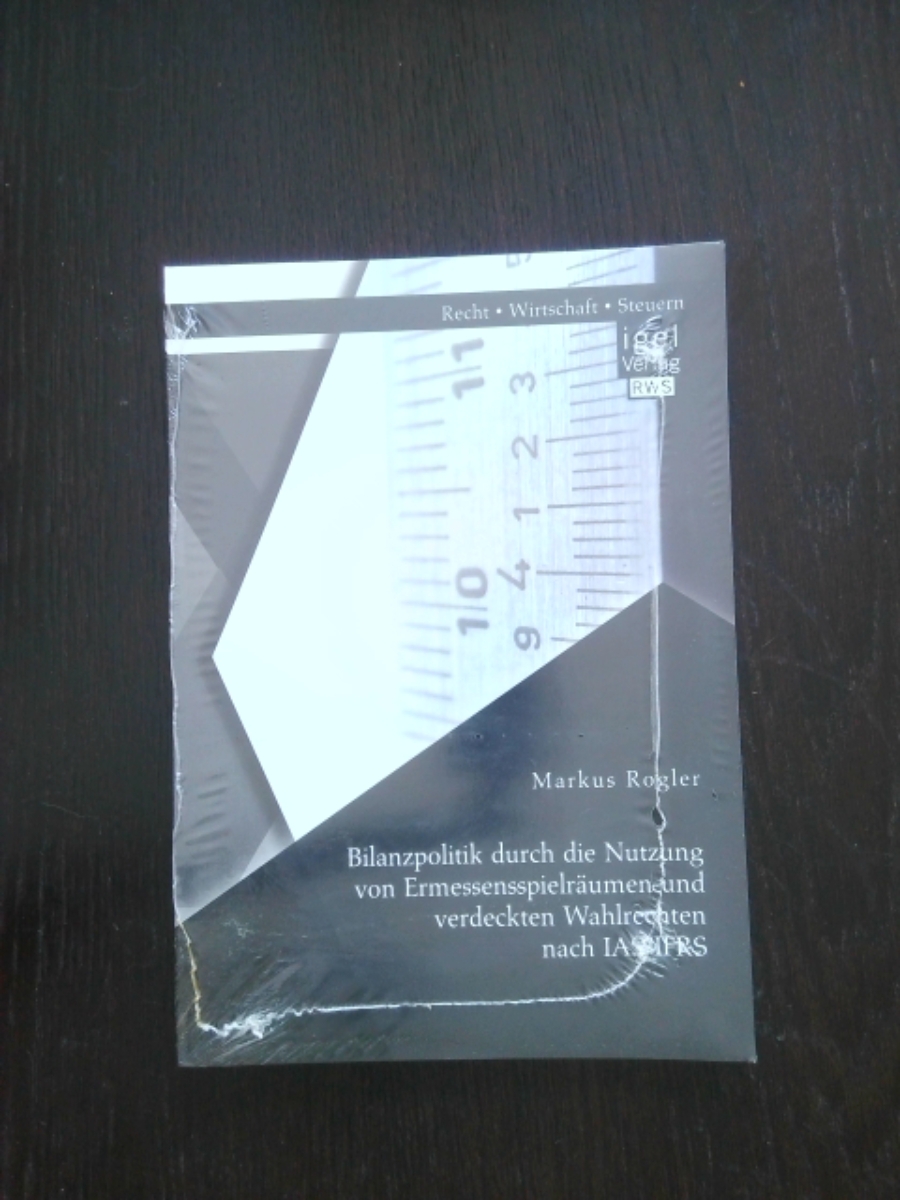 Recht • Wirtschaft • Steuern
igel
Verlag
RWS
11
3
2
1
10
4
9
Markus Rogler
Bilanzpolitik durch die Nutzung
von Ermessensspielräumen und
verdeckten Wahlrechten
nach IAS/IFRS